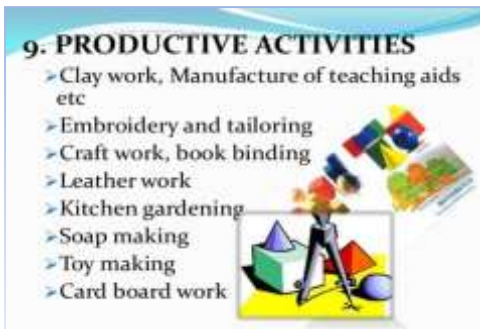 9. PRODUCTIVE ACTIVITIES
➢Clay work, Manufacture of teaching aids
etc
➢Embroidery and tailoring
➢Craft work, book binding
➢Leather work
➢Kitchen gardening
➢Soap making
➢Toy making
➢Card board work